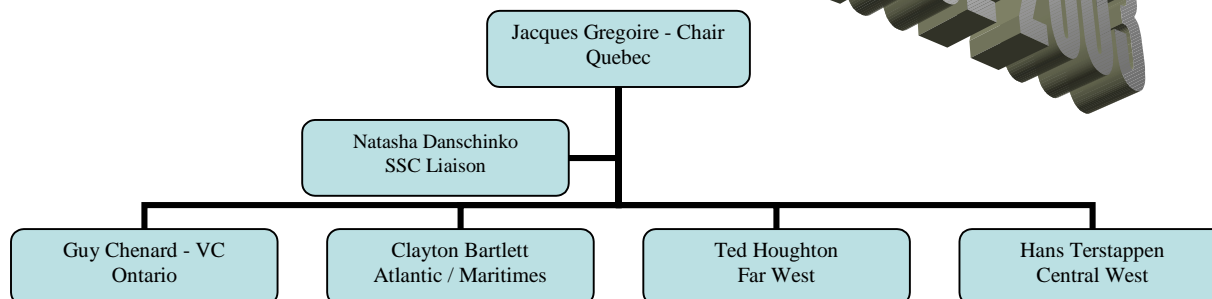 Jacques Gregoire - Chair
Quebec
Natasha Danschinko
SSC Liaison
Guy Chenard - VC
Ontario
Clayton Bartlett
Atlantic / Maritimes
Ted Houghton
Far West
Hans Terstappen
Central West